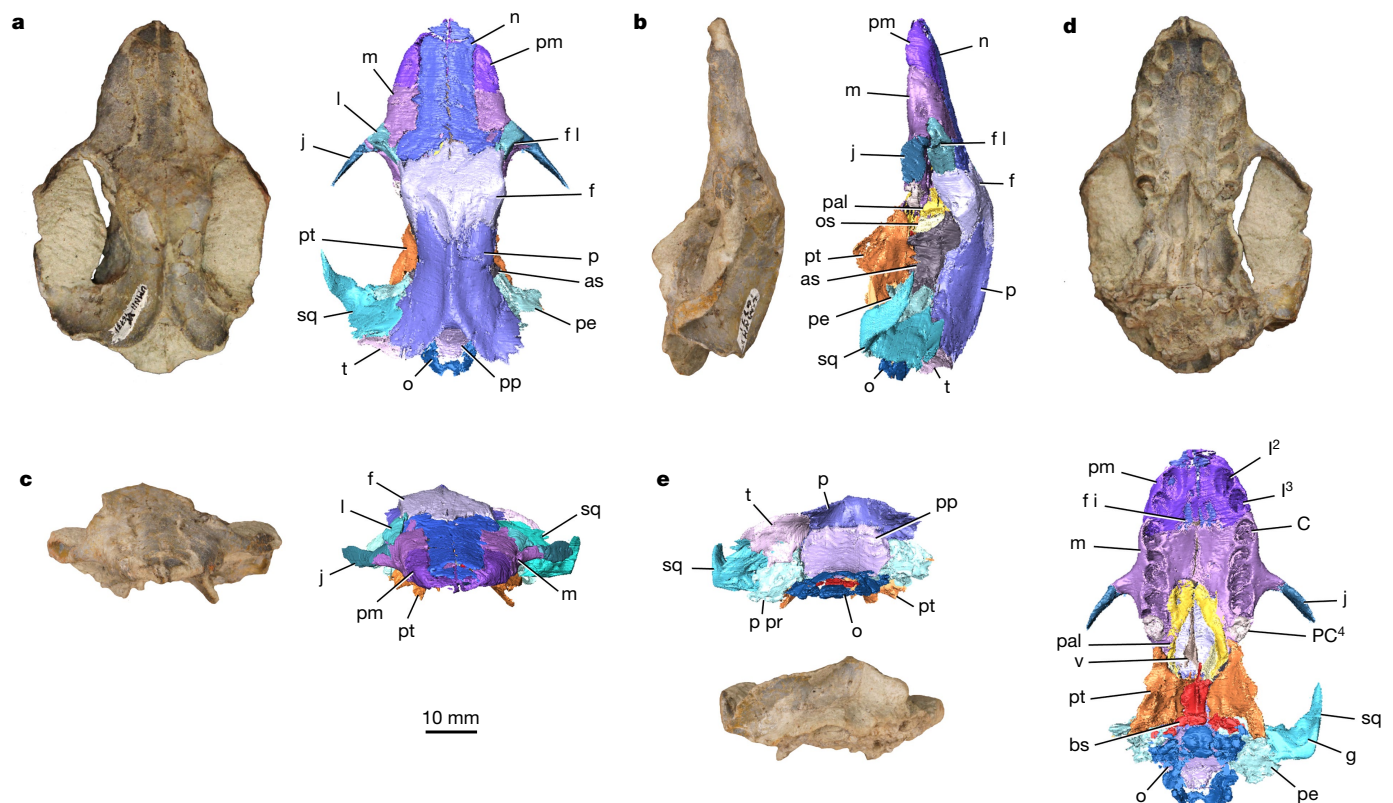 a
n
pm
m
l
f l
j
f
pt
p
as
sq
pe
t
o
pp
b
pm
n
m
f l
j
f
pal
os
pt
as
p
pe
sq
o
t
d
c
f
l
sq
j
pm
m
pt
10 mm
e
p
t
pp
sq
p pr
pt
o
pm
I²
I³
f i
C
m
j
PC⁴
pal
v
pt
sq
bs
g
o
pe